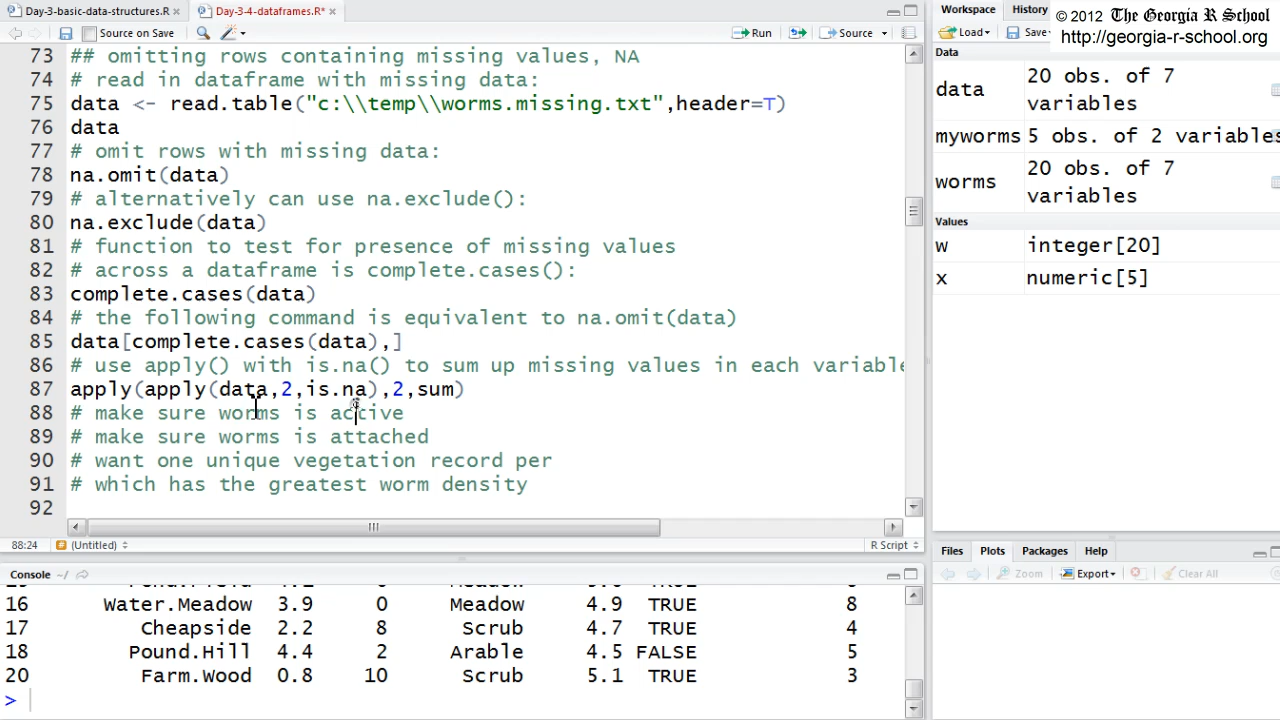 Day-3-basic-data-structures.R × Day-3-4-dataframes.R* ×
Source on Save Run Source
73 ## omitting rows containing missing values, NA
74 # read in dataframe with missing data:
75 data <- read.table("c:\\temp\\worms.missing.txt",header=T)
76 data
77 # omit rows with missing data:
78 na.omit(data)
79 # alternatively can use na.exclude():
80 na.exclude(data)
81 # function to test for presence of missing values
82 # across a dataframe is complete.cases():
83 complete.cases(data)
84 # the following command is equivalent to na.omit(data)
85 data[complete.cases(data),]
86 # use apply() with is.na() to sum up missing values in each variable
87 apply(apply(data,2,is.na),2,sum)
88 # make sure worms is active
89 # make sure worms is attached
90 # want one unique vegetation record per
91 # which has the greatest worm density
92
88:24 # (Untitled) R Script
Console ~/
16 Water.Meadow 3.9 0 Meadow 4.9 TRUE 8
17 Cheapside 2.2 8 Scrub 4.7 TRUE 4
18 Pound.Hill 4.4 2 Arable 4.5 FALSE 5
20 Farm.Wood 0.8 10 Scrub 5.1 TRUE 3
>
Workspace History
© 2012 The Georgia R School
http://georgia-r-school.org
Load Save
Data
data 20 obs. of 7 variables
myworms 5 obs. of 2 variables
worms 20 obs. of 7 variables
Values
w integer[20]
x numeric[5]
Files Plots Packages Help
Zoom Export Clear All